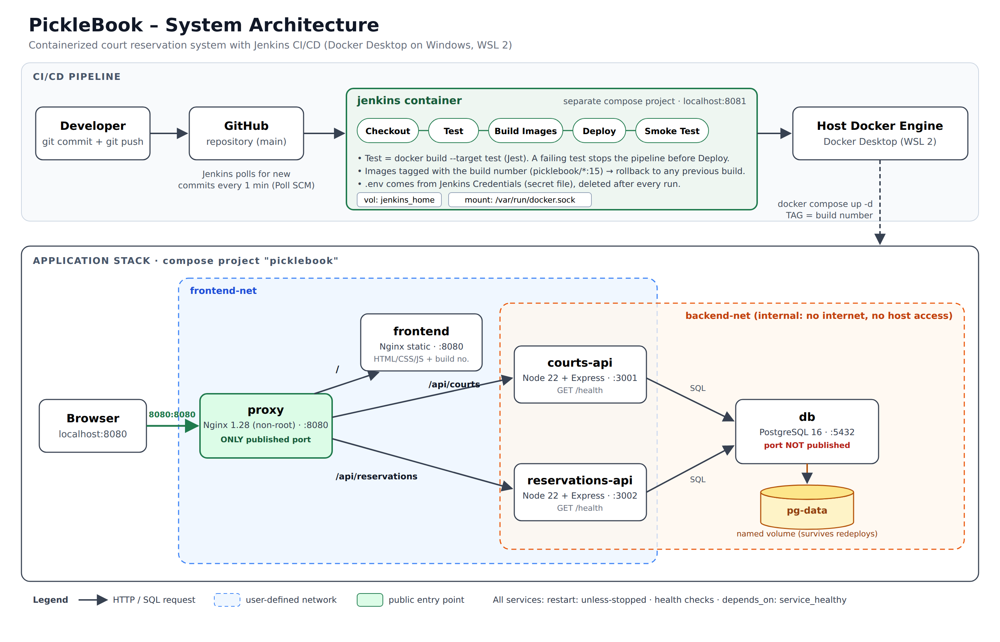 PickleBook – System Architecture
Containerized court reservation system with Jenkins CI/CD (Docker Desktop on Windows, WSL 2)
CI/CD PIPELINE
Developer
git commit + git push
GitHub
repository (main)
Jenkins polls for new
commits every 1 min (Poll SCM)
jenkins container
separate compose project · localhost:8081
Checkout
Test
Build Images
Deploy
Smoke Test
• Test = docker build --target test (Jest). A failing test stops the pipeline before Deploy.
• Images tagged with the build number (picklebook/*:15) → rollback to any previous build.
• .env comes from Jenkins Credentials (secret file), deleted after every run.
vol: jenkins_home
mount: /var/run/docker.sock
Host Docker Engine
Docker Desktop (WSL 2)
docker compose up -d
TAG = build number
APPLICATION STACK · compose project "picklebook"
frontend-net
backend-net (internal: no internet, no host access)
frontend
Nginx static · :8080
HTML/CSS/JS + build no.
/
/api/courts
courts-api
Node 22 + Express · :3001
GET /health
SQL
Browser
localhost:8080
8080:8080
proxy
Nginx 1.28 (non-root) · :8080
ONLY published port
db
PostgreSQL 16 · :5432
port NOT published
/api/reservations
reservations-api
Node 22 + Express · :3002
GET /health
SQL
pg-data
named volume (survives redeploys)
Legend
HTTP / SQL request
user-defined network
public entry point
All services: restart: unless-stopped · health checks · depends_on: service_healthy